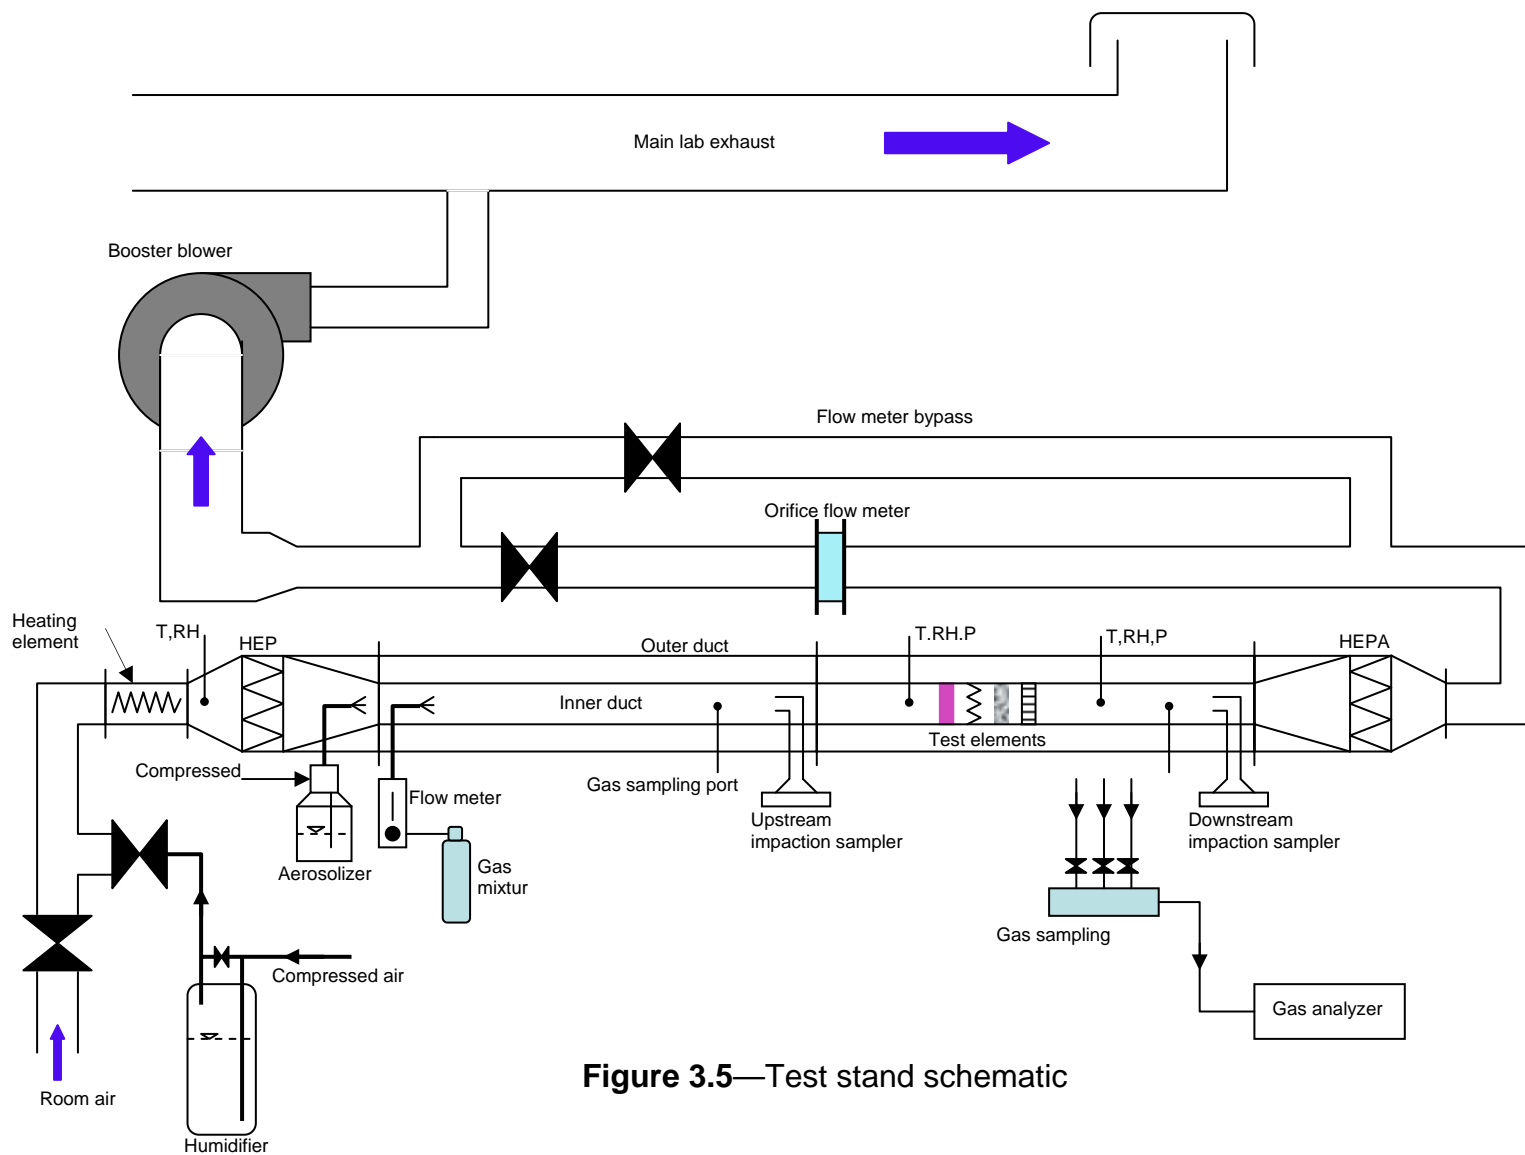 Main lab exhaust
Booster blower
Flow meter bypass
Orifice flow meter
Heating
element
T,RH
HEP
Outer duct
T.RH.P
T,RH,P
HEPA
Inner duct
Test elements
Compressed
Flow meter
Gas sampling port
Upstream
impaction sampler
Downstream
impaction sampler
Aerosolizer
Gas
mixtur
Gas sampling
Compressed air
Gas analyzer
Room air
Humidifier
Figure 3.5—Test stand schematic